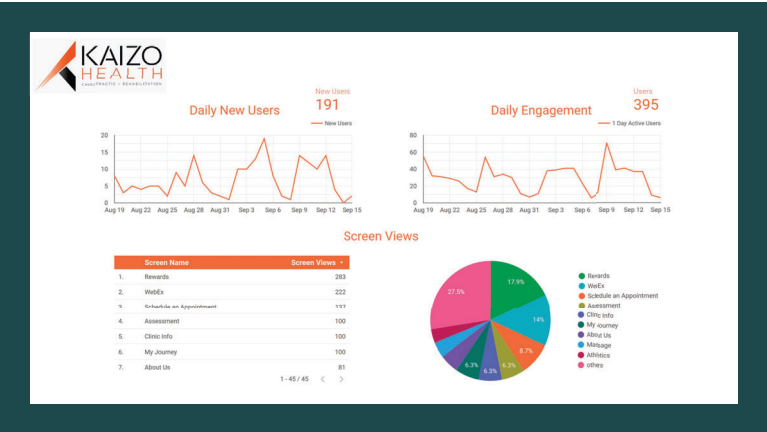 KAIZO
HEALTH
CHIROPRACTIC + REHABILITATION
Daily New Users
New Users
191
New Users
20
15
10
5
0
Aug 19 Aug 22 Aug 25 Aug 28 Aug 31 Sep 3 Sep 6 Sep 9 Sep 12 Sep 15
Daily Engagement
Users
395
1 Day Active Users
80
60
40
20
0
Aug 19 Aug 22 Aug 25 Aug 28 Aug 31 Sep 3 Sep 6 Sep 9 Sep 12 Sep 15
Screen Views
Screen Name Screen Views
1. Rewards 283
2. WebEx 222
3. Schedule an Appointment 137
4. Assessment 100
5. Clinic Info 100
6. My Journey 100
7. About Us 81
1 - 45 / 45 < >
17.9%
14%
8.7%
6.3%
6.3%
6.3%
27.5%
Rewards
WebEx
Schedule an Appointment
Assessment
Clinic Info
My Journey
About Us
Massage
Athletics
others